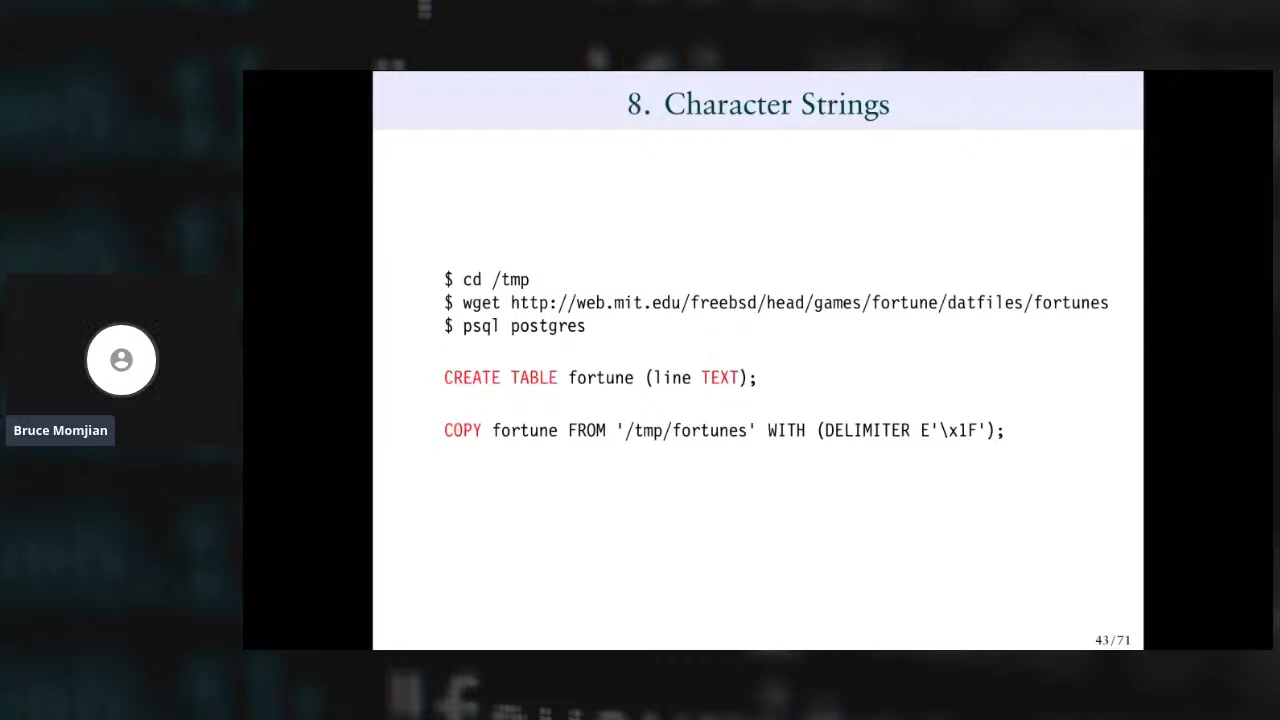 8. Character Strings
$ cd /tmp
$ wget http://web.mit.edu/freebsd/head/games/fortune/datfiles/fortunes
$ psql postgres
CREATE TABLE fortune (line TEXT);
COPY fortune FROM '/tmp/fortunes' WITH (DELIMITER E'\x1F');
Bruce Momjian
43/71